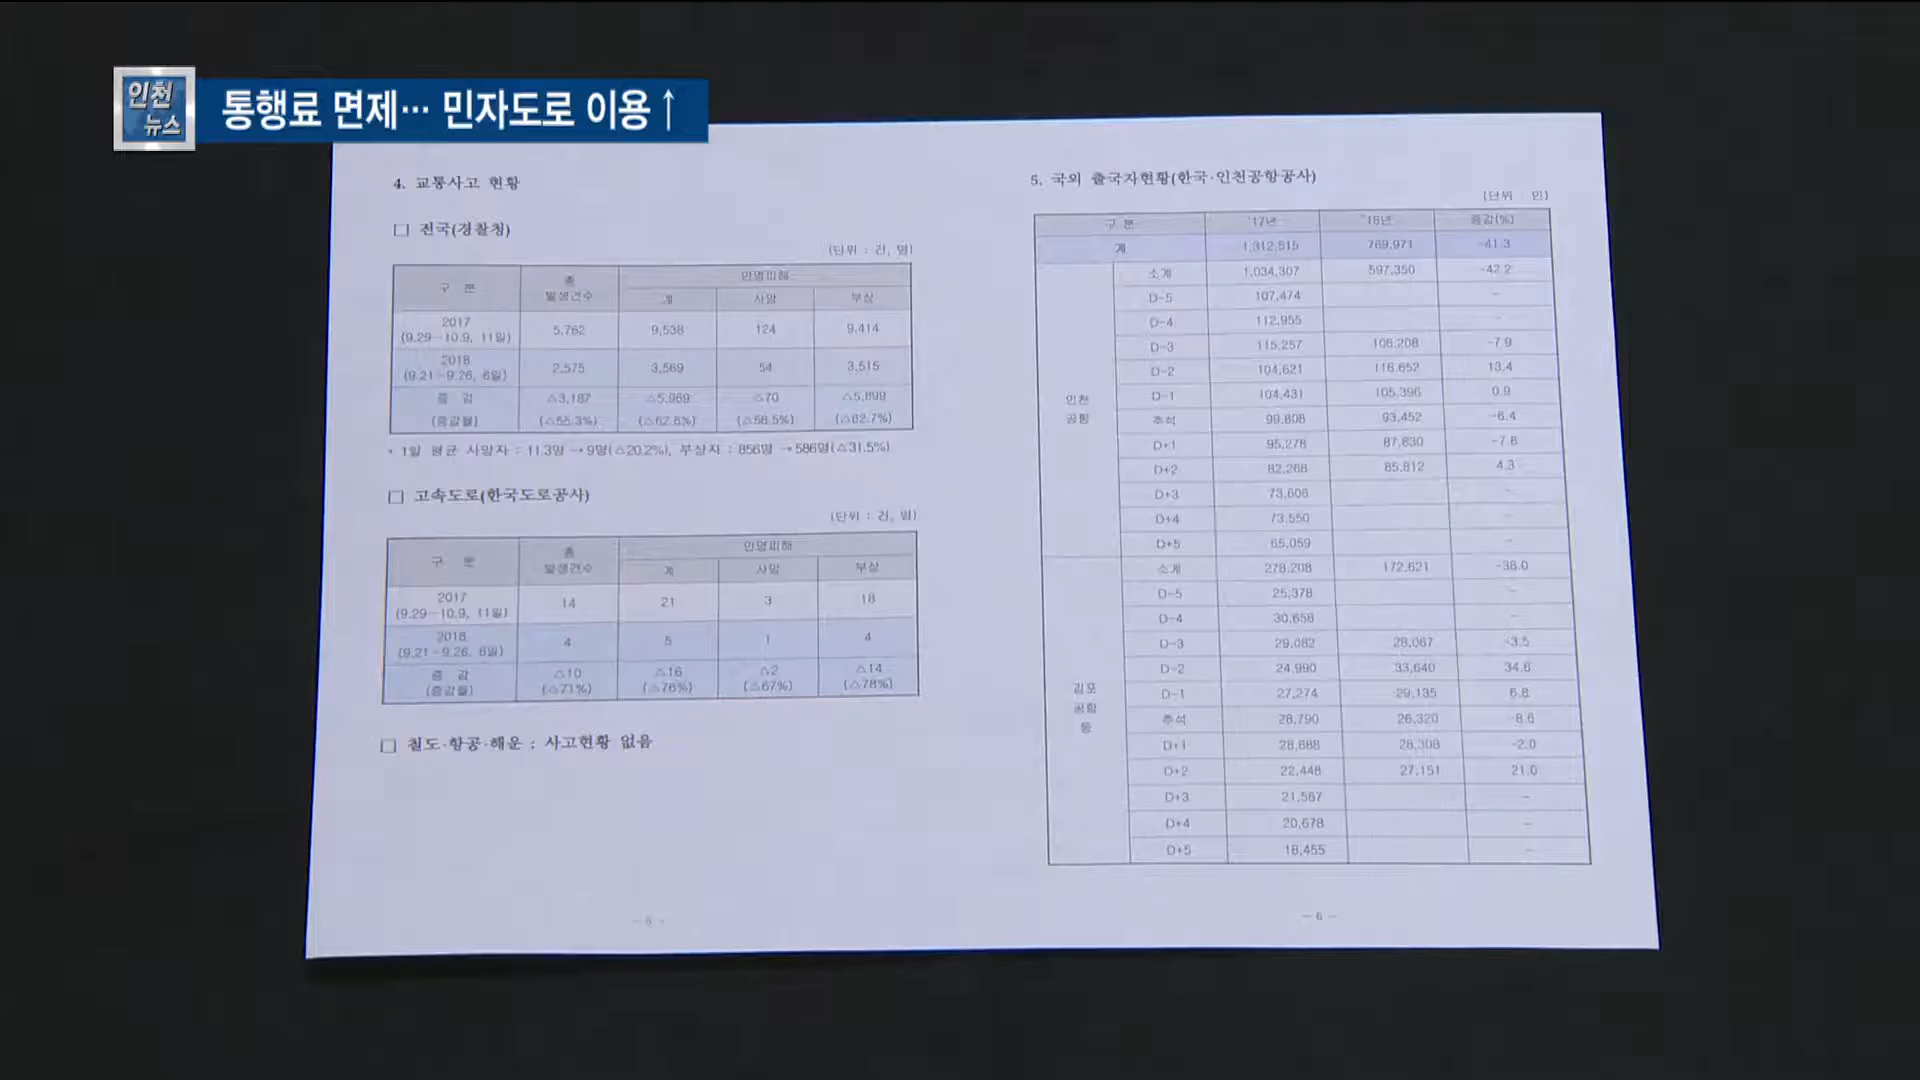 인천
뉴스
통행료 면제… 민자도로 이용↑
4. 교통사고 현황
□ 전국(경찰청)
(단위 : 건, 명)
구 분 총 발생건수 인명피해
계 사망 부상
2017 (9.29~10.9, 11일) 5,762 9,538 124 9,414
2018 (9.21~9.26, 6일) 2,575 3,569 54 3,515
증 감 △3,187 △5,969 △70 △5,899
(증감률) (△55.3%) (△62.6%) (△56.5%) (△62.7%)
* 1일 평균 사망자 : 11.3명 → 9명(△20.2%), 부상자 : 856명 → 586명(△31.5%)
□ 고속도로(한국도로공사)
(단위 : 건, 명)
구 분 총 발생건수 인명피해
계 사망 부상
2017 (9.29~10.9, 11일) 14 21 3 18
2018 (9.21~9.26, 6일) 4 5 1 4
증 감 △10 △16 △2 △14
(증감률) (△71%) (△76%) (△67%) (△78%)
□ 철도·항공·해운 : 사고현황 없음
5. 국외 출국자현황(한국·인천공항공사)
(단위 : 인)
구 분 '17년 '18년 증감(%)
계 1,312,515 769,971 -41.3
인천 공항
소계 1,034,307 597,350 -42.2
D-5 107,474 -
D-4 112,955 -
D-3 115,257 106,208 -7.9
D-2 104,621 118,652 13.4
D-1 104,431 105,396 0.9
추석 99,808 93,452 -6.4
D+1 95,278 87,830 -7.8
D+2 82,268 85,812 4.3
D+3 73,606 -
D+4 73,550 -
D+5 65,059 -
김포 공항 등
소계 278,208 172,621 -38.0
D-5 25,378 -
D-4 30,658 -
D-3 29,082 28,067 -3.5
D-2 24,990 33,640 34.6
D-1 27,274 29,135 6.8
추석 28,790 26,320 -8.6
D+1 28,888 28,308 -2.0
D+2 22,448 27,151 21.0
D+3 21,567 -
D+4 20,678 -
D+5 18,455 -
- 6 -